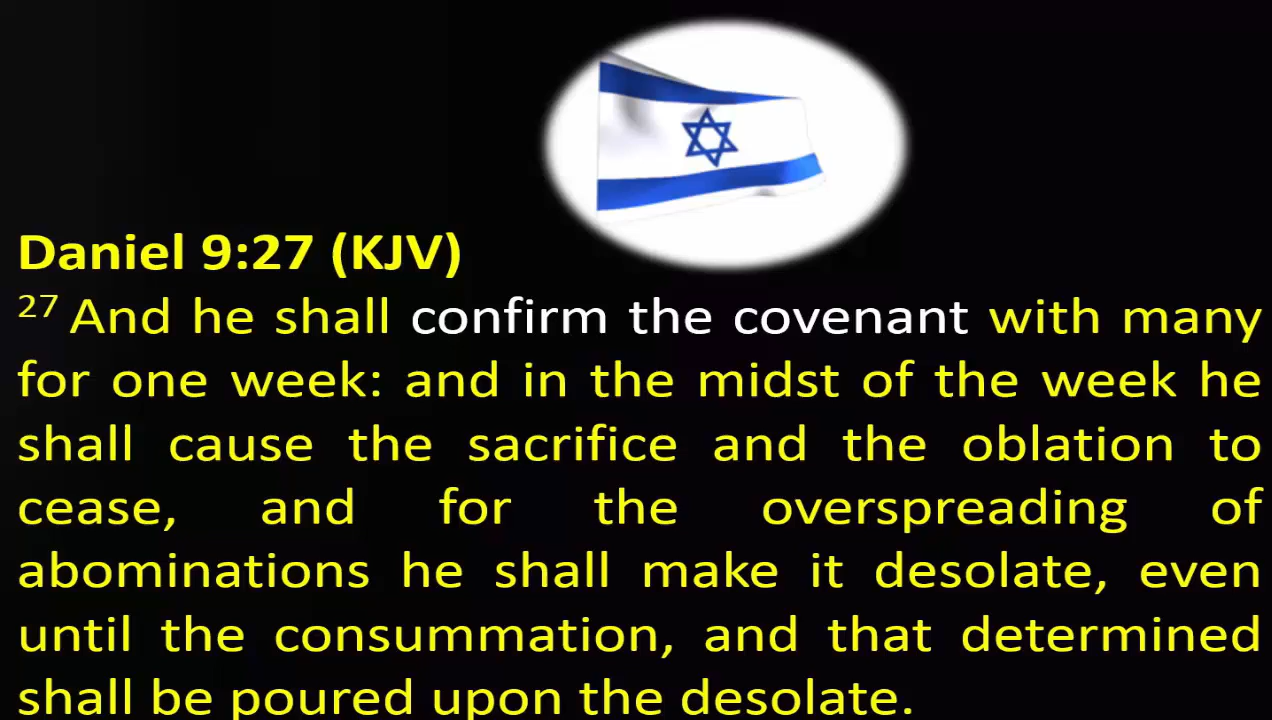 Daniel 9:27 (KJV)
27 And he shall confirm the covenant with many
for one week: and in the midst of the week he
shall cause the sacrifice and the oblation to
cease, and for the overspreading of
abominations he shall make it desolate, even
until the consummation, and that determined
shall be poured upon the desolate.